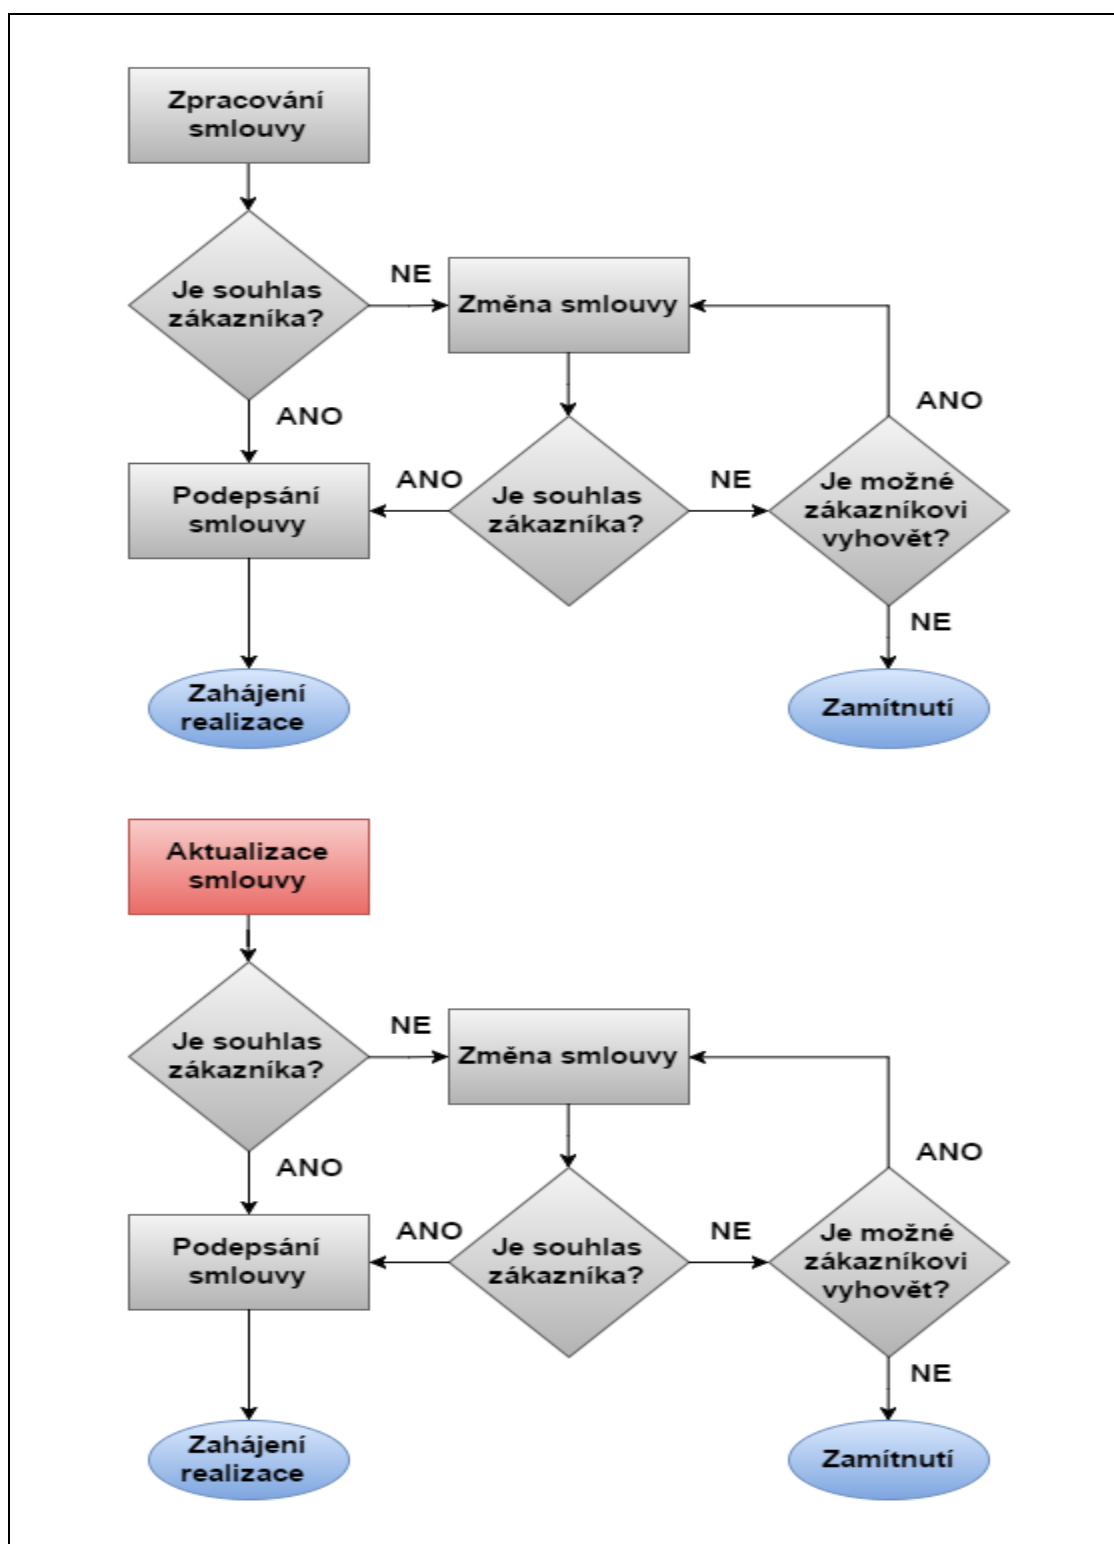 Zpracování
smlouvy
Je souhlas
zákazníka?
NE
Změna smlouvy
ANO
ANO
Podepsání
smlouvy
ANO
Je souhlas
zákazníka?
NE
Je možné
zákazníkovi
vyhovět?
NE
Zahájení
realizace
Zamítnutí
Aktualizace
smlouvy
Je souhlas
zákazníka?
NE
Změna smlouvy
ANO
ANO
Podepsání
smlouvy
ANO
Je souhlas
zákazníka?
NE
Je možné
zákazníkovi
vyhovět?
NE
Zahájení
realizace
Zamítnutí